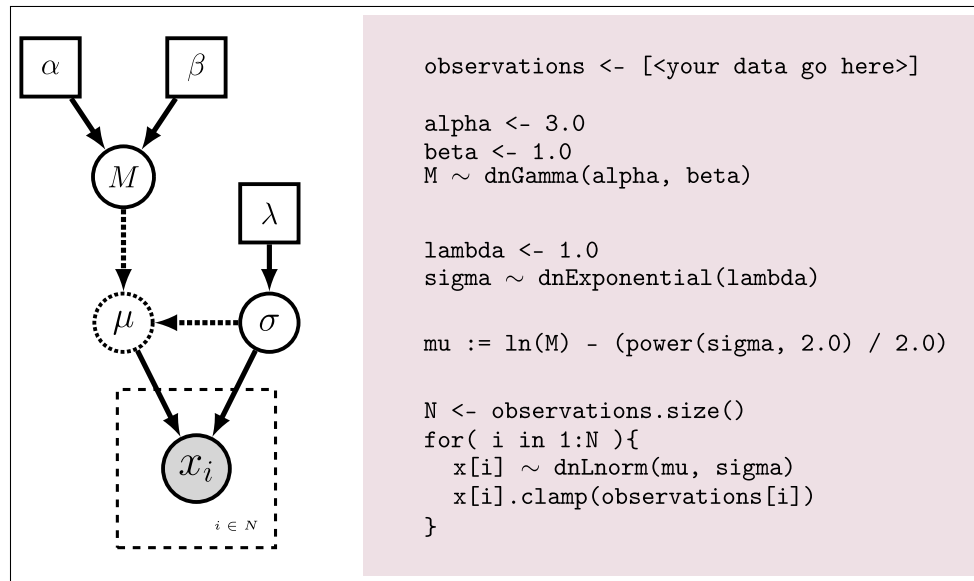 α
β
M
λ
μ
σ
xᵢ
i ∈ N
observations <- [<your data go here>]
alpha <- 3.0
beta <- 1.0
M ∼ dnGamma(alpha, beta)
lambda <- 1.0
sigma ∼ dnExponential(lambda)
mu := ln(M) - (power(sigma, 2.0) / 2.0)
N <- observations.size()
for( i in 1:N ){
x[i] ∼ dnLnorm(mu, sigma)
x[i].clamp(observations[i])
}